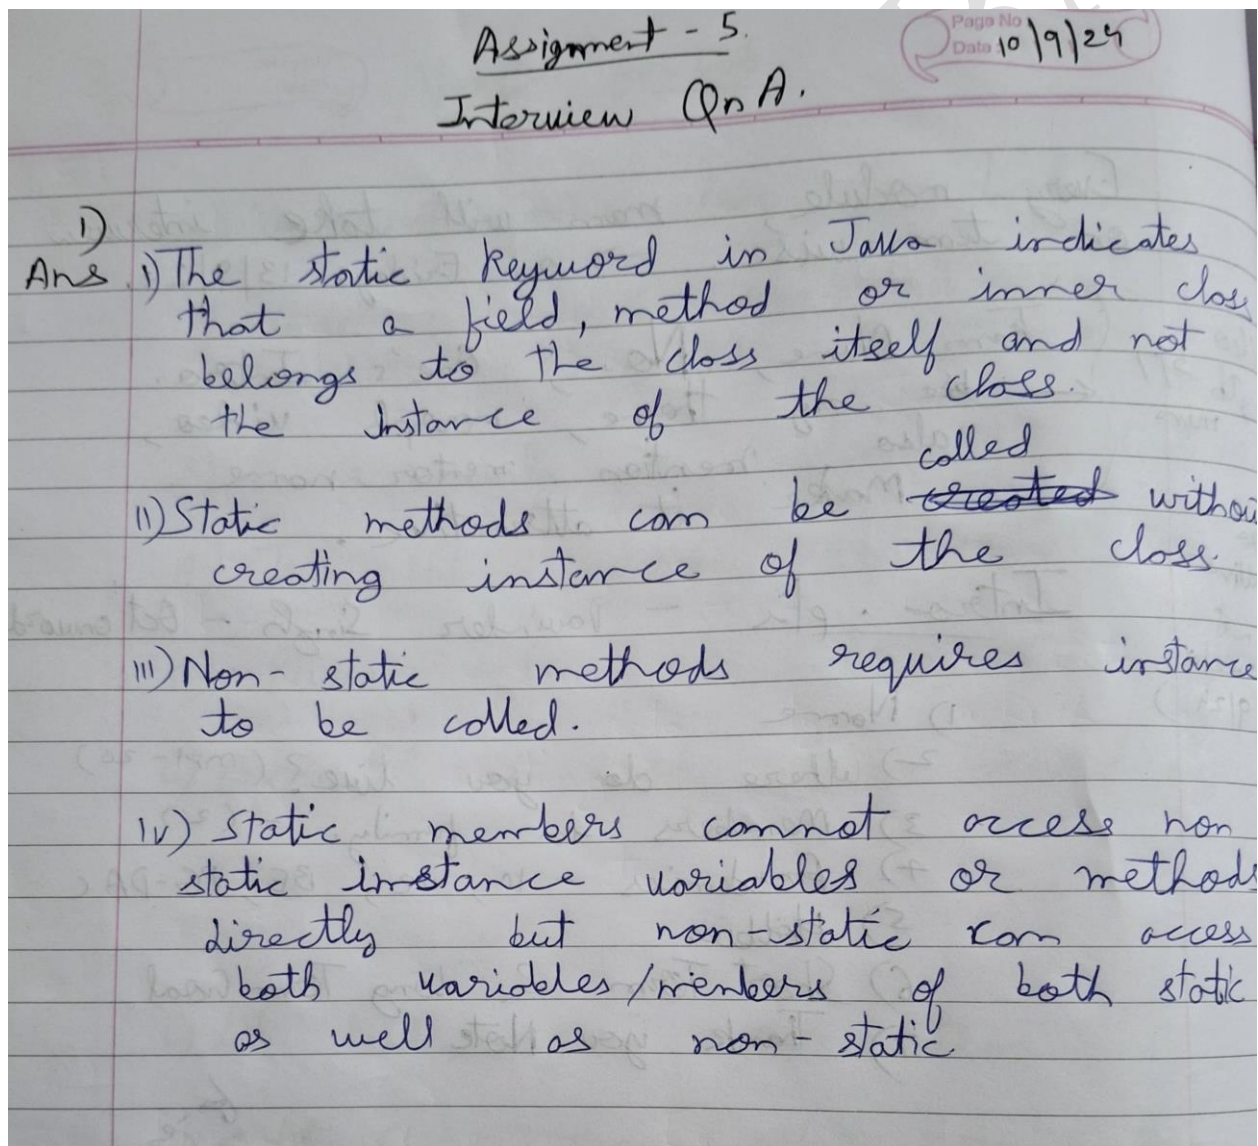 Assignment - 5.
Page No
Date: 10/9/24
Interview QnA.
1)
Ans i) The static keyword in Java indicates
that a field, method or inner clas
belongs to the class itself and not
the Instance of the class.
called
ii) Static methods can be created withou
creating instance of the class.
iii) Non-static methods requires instance
to be called.
iv) static members cannot access non
static instance variables or methods
directly but non-static can access
both variables/members of both static
as well as non-static